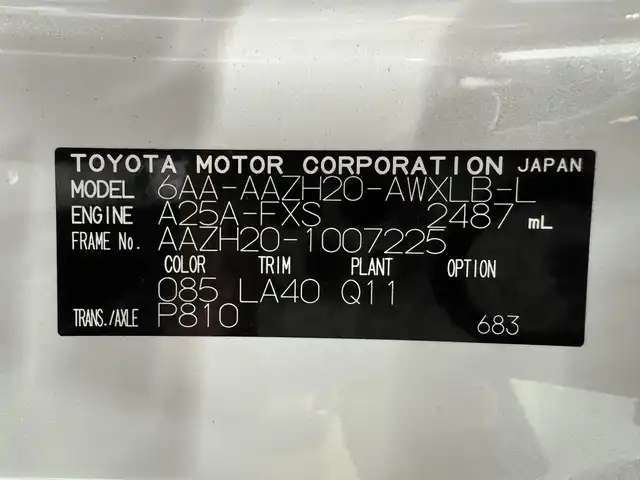 TOYOTA MOTOR CORPORATION JAPAN
MODEL 6AA-AAZH20-AWXLB-L
ENGINE A25A-FXS 2487 mL
FRAME No. AAZH20-1007225
COLOR TRIM PLANT OPTION
085 LA40 Q11
TRANS./AXLE P810 683